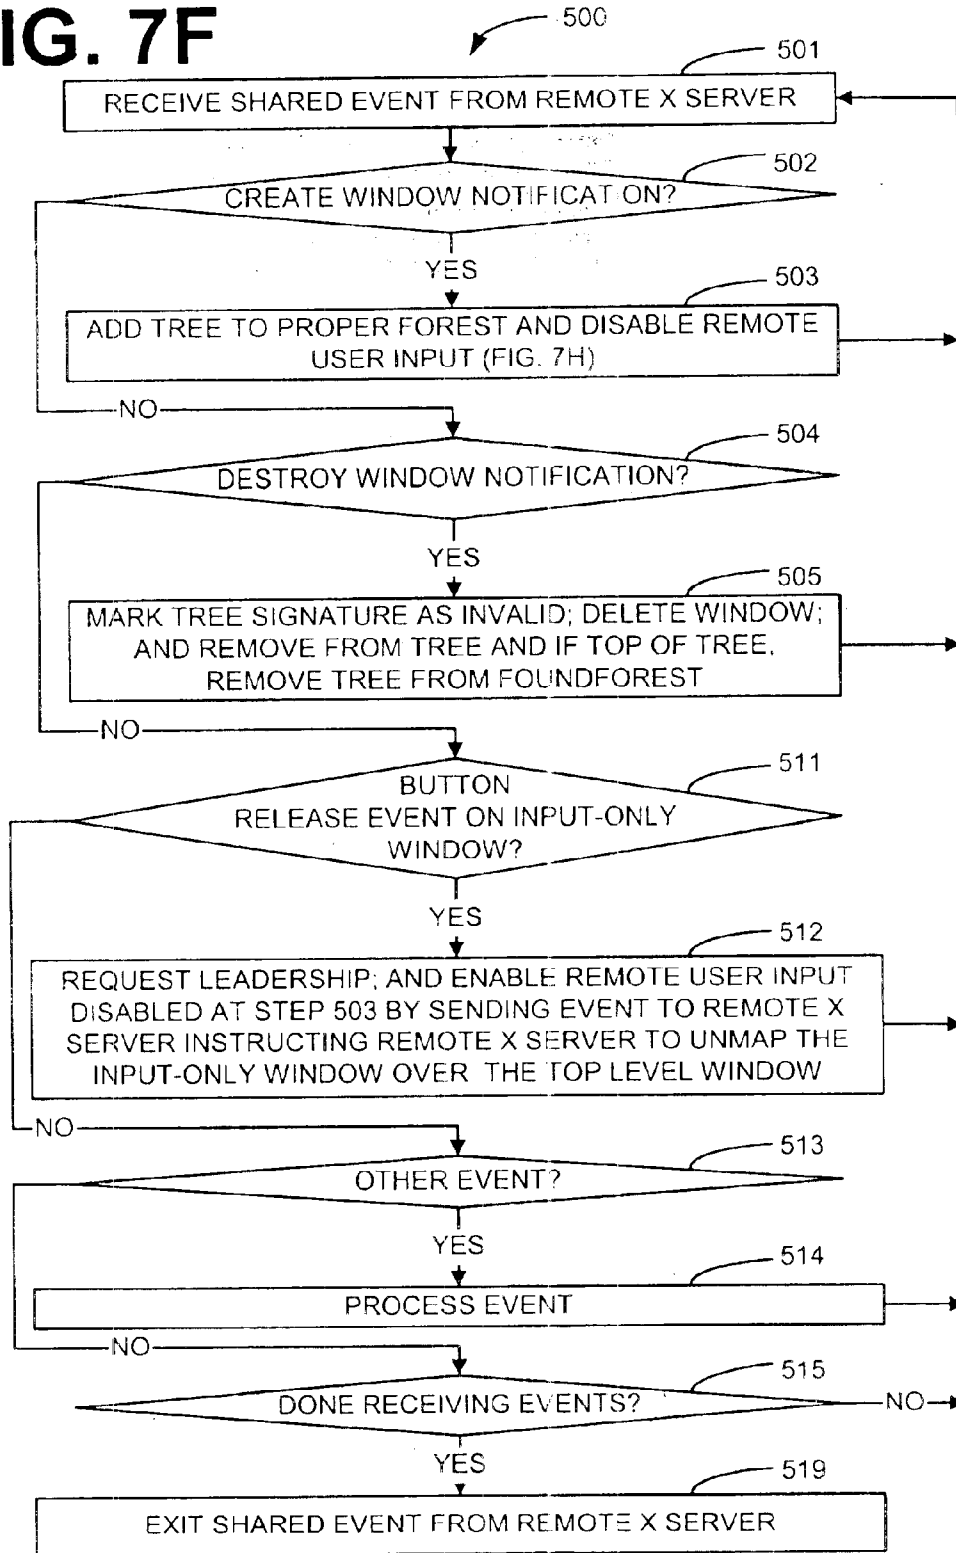 IG. 7F
500
501
RECEIVE SHARED EVENT FROM REMOTE X SERVER
502
CREATE WINDOW NOTIFICAT ON?
YES
503
ADD TREE TO PROPER FOREST AND DISABLE REMOTE
USER INPUT (FIG. 7H)
NO
504
DESTROY WINDOW NOTIFICATION?
YES
505
MARK TREE SIGNATURE AS INVALID; DELETE WINDOW;
AND REMOVE FROM TREE AND IF TOP OF TREE,
REMOVE TREE FROM FOUNDFOREST
NO
511
BUTTON
RELEASE EVENT ON INPUT-ONLY
WINDOW?
YES
512
REQUEST LEADERSHIP; AND ENABLE REMOTE USER INPUT
DISABLED AT STEP 503 BY SENDING EVENT TO REMOTE X
SERVER INSTRUCTING REMOTE X SERVER TO UNMAP THE
INPUT-ONLY WINDOW OVER THE TOP LEVEL WINDOW
NO
513
OTHER EVENT?
YES
514
PROCESS EVENT
NO
515
DONE RECEIVING EVENTS?
NO
YES
519
EXIT SHARED EVENT FROM REMOTE X SERVER